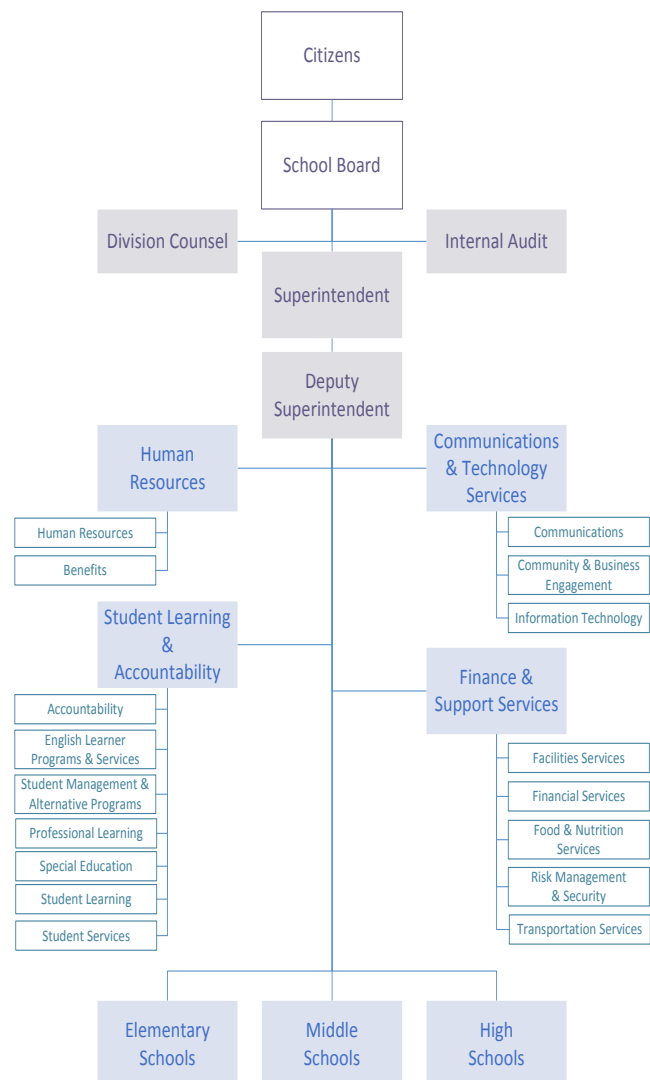 Citizens
School Board
Division Counsel
Internal Audit
Superintendent
Deputy
Superintendent
Human
Resources
Communications
& Technology
Services
Human Resources
Benefits
Communications
Community & Business
Engagement
Information Technology
Student Learning
&
Accountability
Finance &
Support Services
Accountability
English Learner
Programs & Services
Student Management &
Alternative Programs
Professional Learning
Special Education
Student Learning
Student Services
Facilities Services
Financial Services
Food & Nutrition
Services
Risk Management
& Security
Transportation Services
Elementary
Schools
Middle
Schools
High
Schools